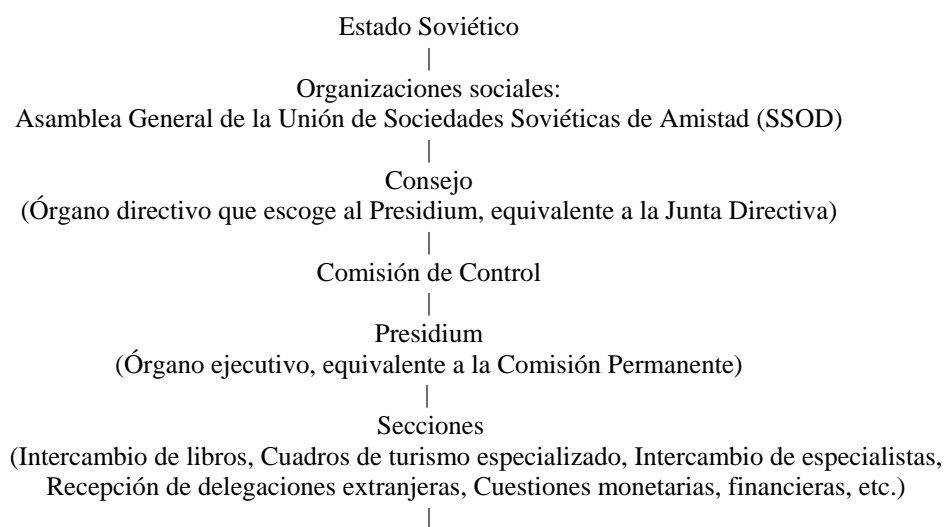 Estado Soviético
|
Organizaciones sociales:
Asamblea General de la Unión de Sociedades Soviéticas de Amistad (SSOD)
|
Consejo
(Órgano directivo que escoge al Presidium, equivalente a la Junta Directiva)
|
Comisión de Control
|
Presidium
(Órgano ejecutivo, equivalente a la Comisión Permanente)
|
Secciones
(Intercambio de libros, Cuadros de turismo especializado, Intercambio de especialistas,
Recepción de delegaciones extranjeras, Cuestiones monetarias, financieras, etc.)
|